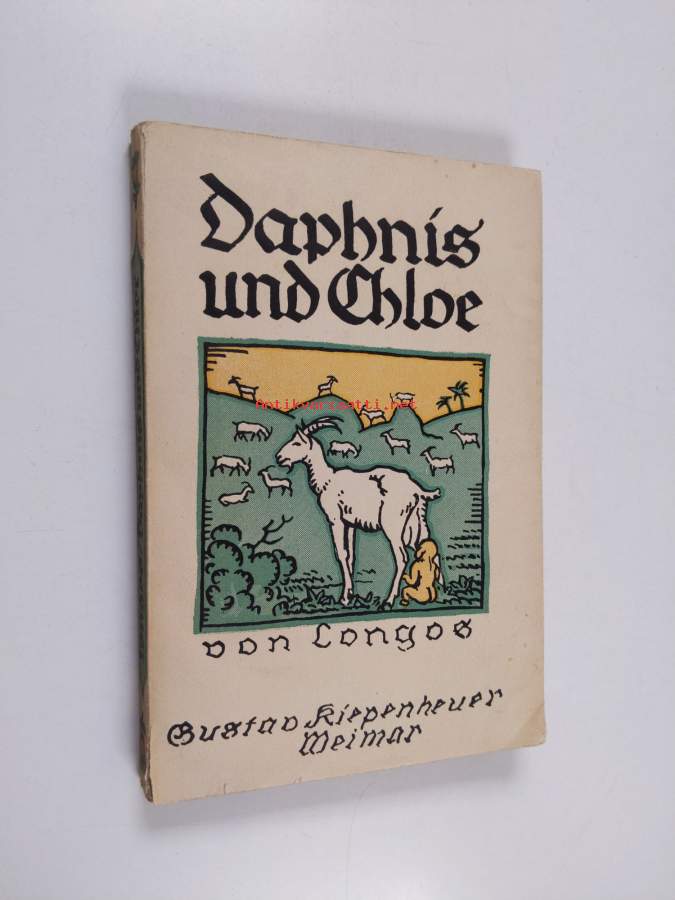 Daphnis
und Chloe
Antikvariaatti.net
von Longos
Gustav Kiepenheuer
Weimar